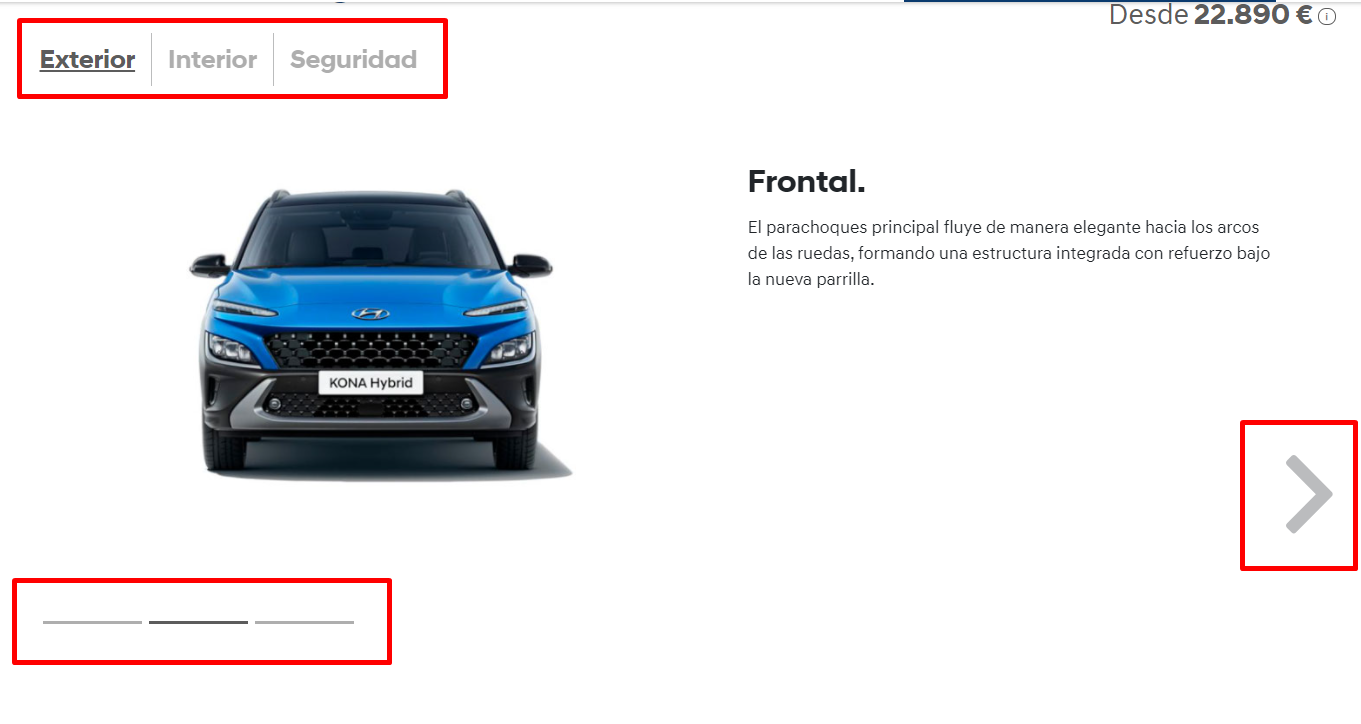 Desde 22.890 €
Exterior Interior Seguridad
Frontal.
El parachoques principal fluye de manera elegante hacia los arcos
de las ruedas, formando una estructura integrada con refuerzo bajo
la nueva parrilla.
KONA Hybrid